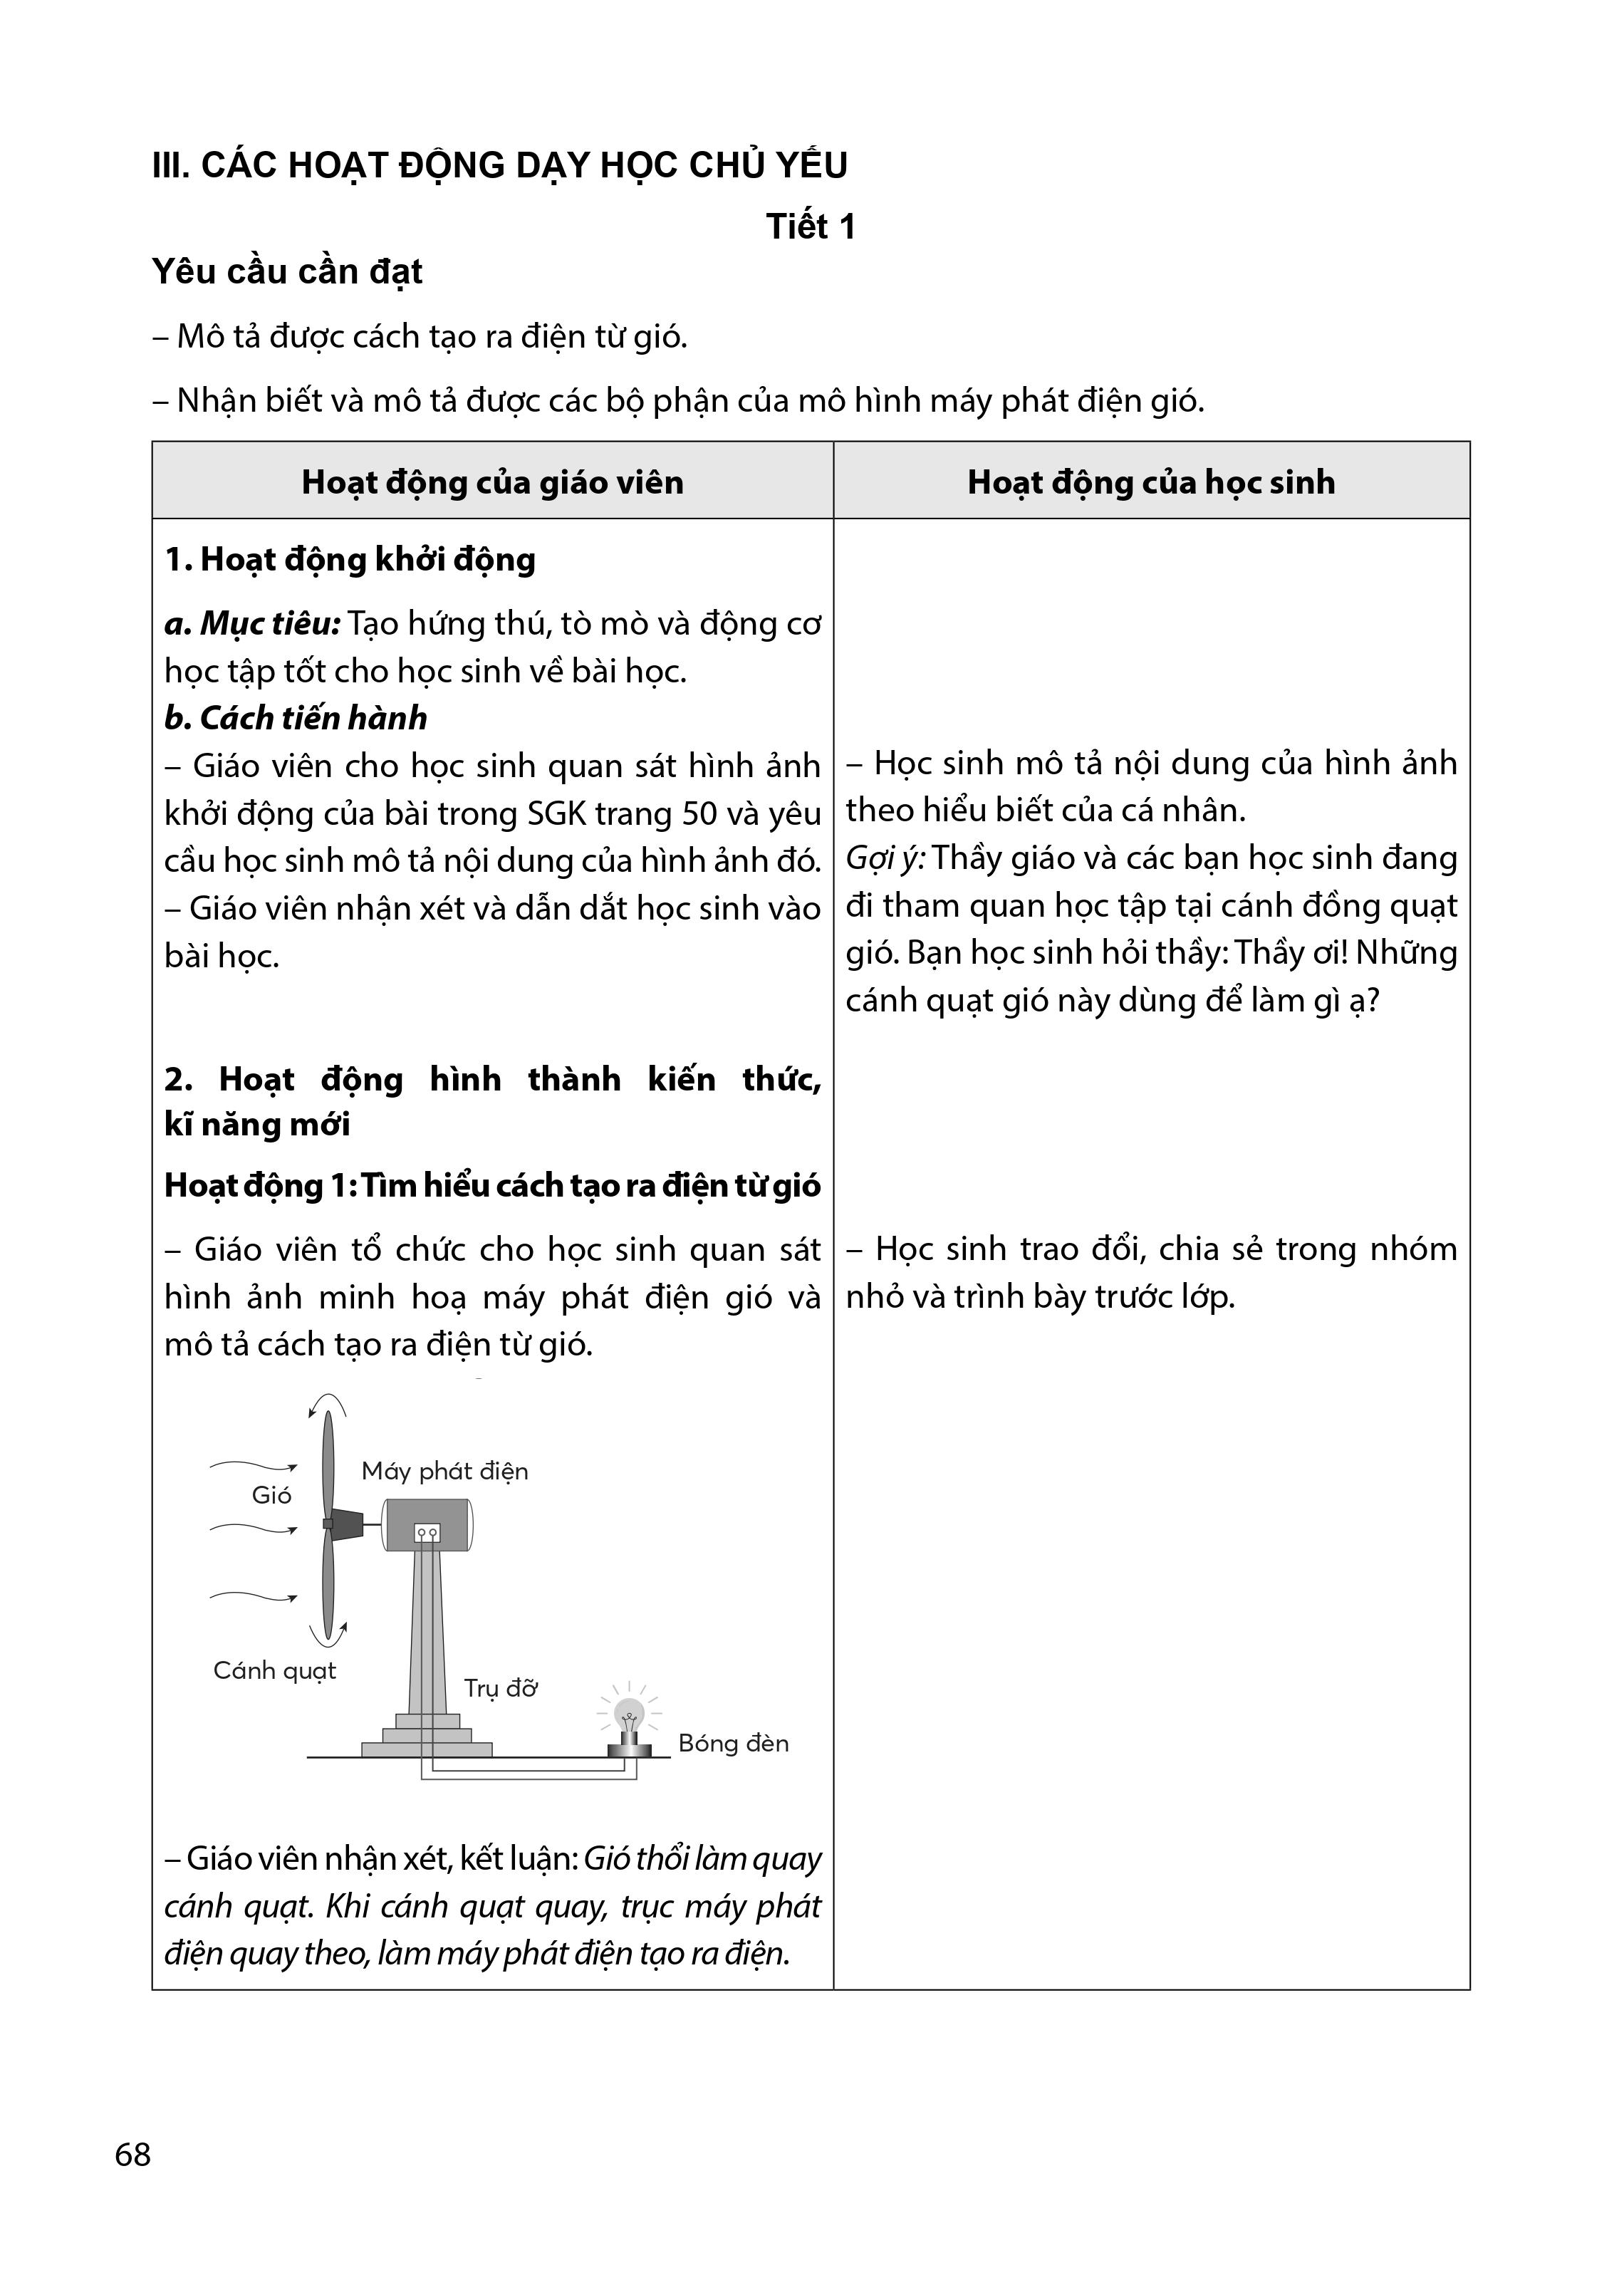 III. CÁC HOẠT ĐỘNG DẠY HỌC CHỦ YẾU
Tiết 1
Yêu cầu cần đạt
– Mô tả được cách tạo ra điện từ gió.
– Nhận biết và mô tả được các bộ phận của mô hình máy phát điện gió.
Hoạt động của giáo viên
Hoạt động của học sinh
1. Hoạt động khởi động
a. Mục tiêu: Tạo hứng thú, tò mò và động cơ
học tập tốt cho học sinh về bài học.
b. Cách tiến hành
– Giáo viên cho học sinh quan sát hình ảnh
khởi động của bài trong SGK trang 50 và yêu
cầu học sinh mô tả nội dung của hình ảnh đó.
– Giáo viên nhận xét và dẫn dắt học sinh vào
bài học.
– Học sinh mô tả nội dung của hình ảnh
theo hiểu biết của cá nhân.
Gợi ý: Thầy giáo và các bạn học sinh đang
đi tham quan học tập tại cánh đồng quạt
gió. Bạn học sinh hỏi thầy: Thầy ơi! Những
cánh quạt gió này dùng để làm gì ạ?
2. Hoạt động hình thành kiến thức,
kĩ năng mới
Hoạt động 1: Tìm hiểu cách tạo ra điện từ gió
– Giáo viên tổ chức cho học sinh quan sát
hình ảnh minh hoạ máy phát điện gió và
mô tả cách tạo ra điện từ gió.
– Học sinh trao đổi, chia sẻ trong nhóm
nhỏ và trình bày trước lớp.
Máy phát điện
Gió
Cánh quạt
Trụ đỡ
Bóng đèn
– Giáo viên nhận xét, kết luận: Gió thổi làm quay
cánh quạt. Khi cánh quạt quay, trục máy phát
điện quay theo, làm máy phát điện tạo ra điện.
68